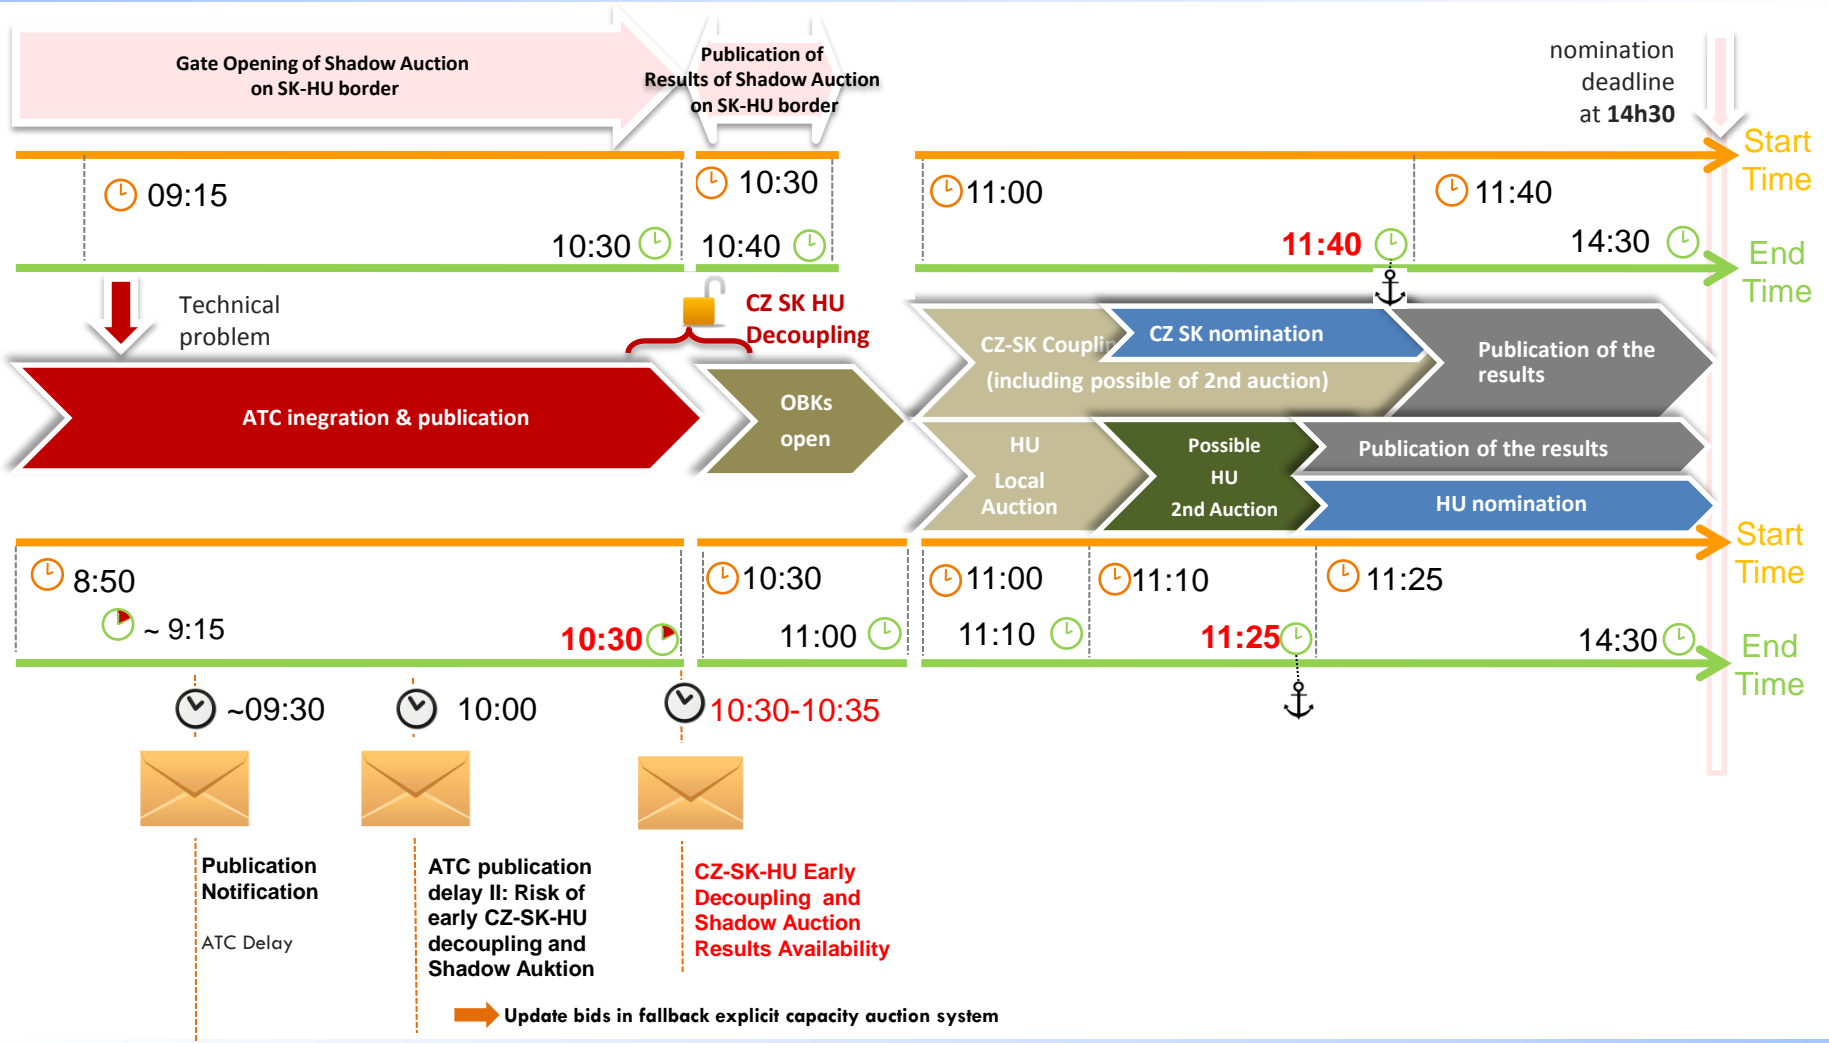 Gate Opening of Shadow Auction
on SK-HU border
Publication of
Results of Shadow Auction
on SK-HU border
nomination
deadline
at 14h30
Start
Time
09:15
10:30
11:00
11:40
10:30
10:40
11:40
14:30
End
Time
Technical
problem
CZ SK HU
Decoupling
ATC inegration & publication
OBKs
open
CZ-SK Couplin
(including possible of 2nd auction)
CZ SK nomination
Publication of the
results
HU
Local
Auction
Possible
HU
2nd Auction
Publication of the results
HU nomination
Start
Time
8:50
10:30
11:00
11:10
11:25
~ 9:15
10:30
11:00
11:10
11:25
14:30
End
Time
~09:30
10:00
10:30-10:35
Publication
Notification
ATC Delay
ATC publication
delay II: Risk of
early CZ-SK-HU
decoupling and
Shadow Auktion
CZ-SK-HU Early
Decoupling and
Shadow Auction
Results Availability
Update bids in fallback explicit capacity auction system